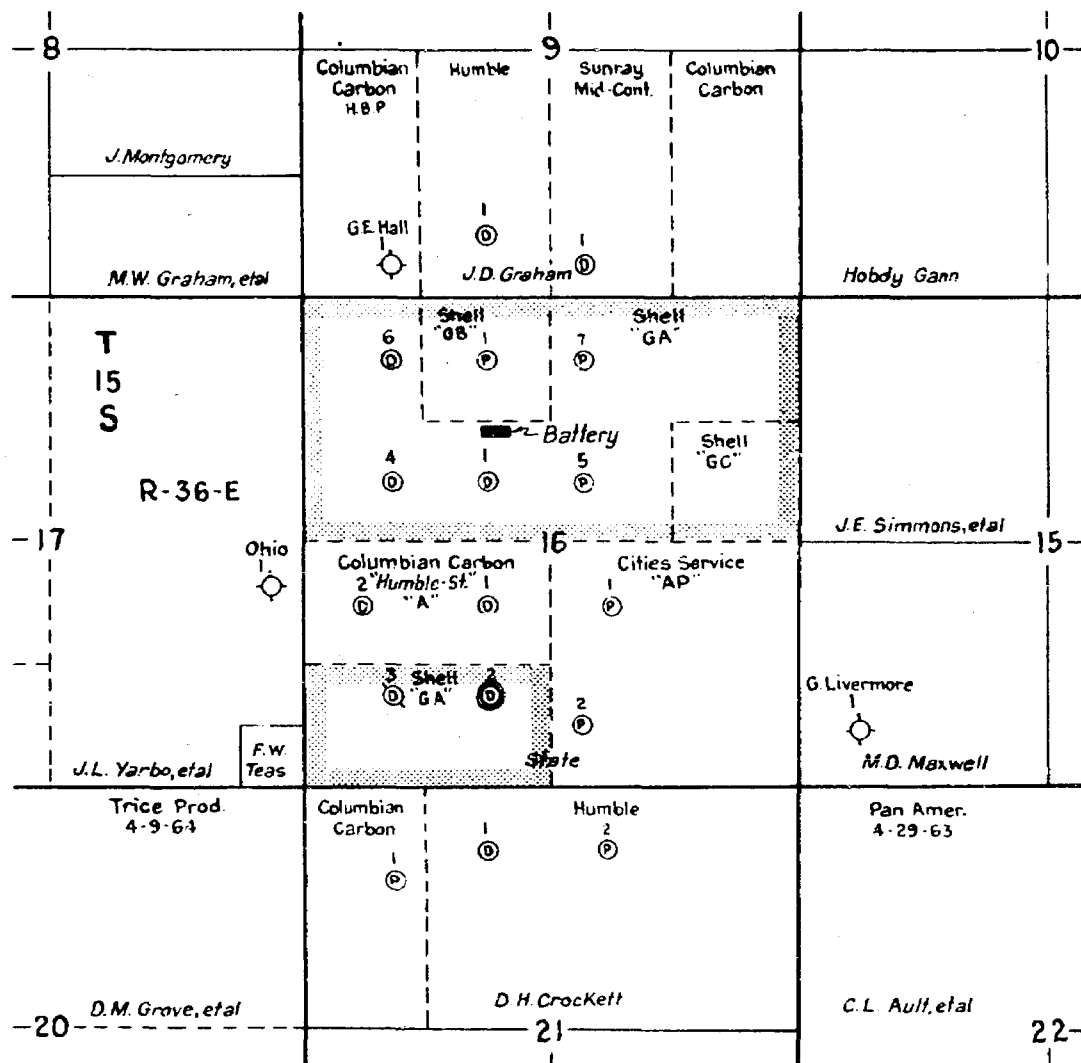 8
9
10
Columbian
Carbon
H.B.P
Humble
Sunray
Mid-Cont.
Columbian
Carbon
J. Montgomery
G.E. Hall
1
1
1
D
D
M.W. Graham, etal
J.D. Graham
Hobdy Gann
T
15
S
R-36-E
Shell
"GB"
Shell
"GA"
6
1
7
D
P
P
Battery
Shell
"GC"
4
1
5
D
D
P
J.E. Simmons, etal
17
16
15
Ohio
1
Columbian Carbon
"Humble-St."
"A"
2
1
D
D
Cities Service
"AP"
1
P
3
Shell
"GA"
2
D
D
2
P
G. Livermore
1
F.W.
Teas
State
J.L. Yarbo, etal
M.D. Maxwell
Trice Prod.
4-9-64
Columbian
Carbon
Humble
Pan Amer.
4-29-63
1
2
D
P
1
P
D.M. Grove, etal
D.H. Crockett
C.L. Ault, etal
20
21
22